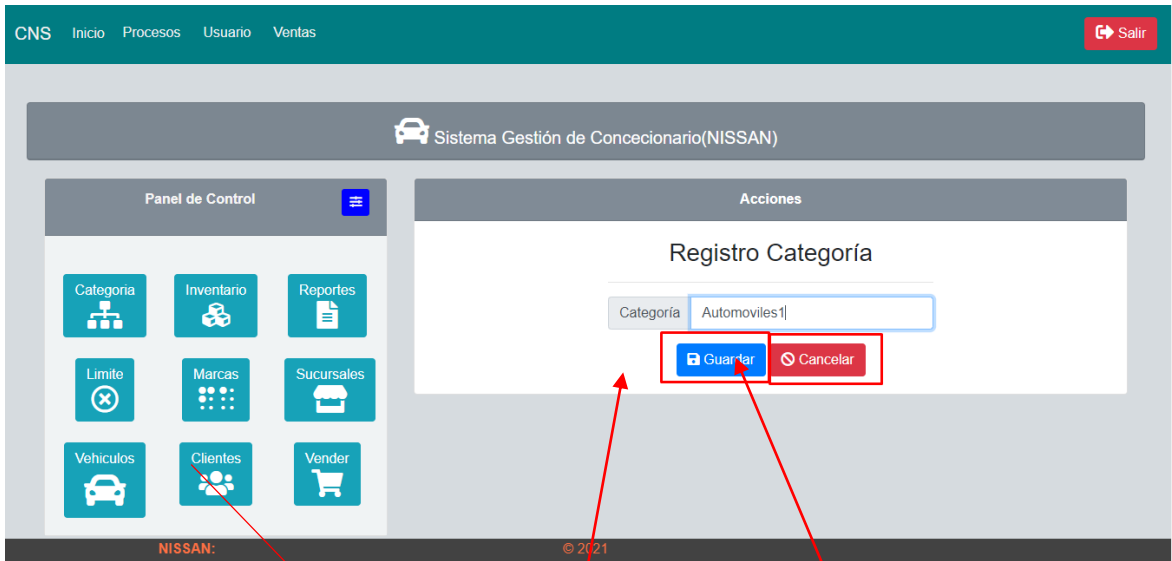 CNS Inicio Procesos Usuario Ventas Salir
Sistema Gestión de Concecionario(NISSAN)
Panel de Control
Categoria Inventario Reportes
Limite Marcas Sucursales
Vehiculos Clientes Vender
Acciones
Registro Categoría
Categoría Automoviles1
Guardar Cancelar
NISSAN: © 2021